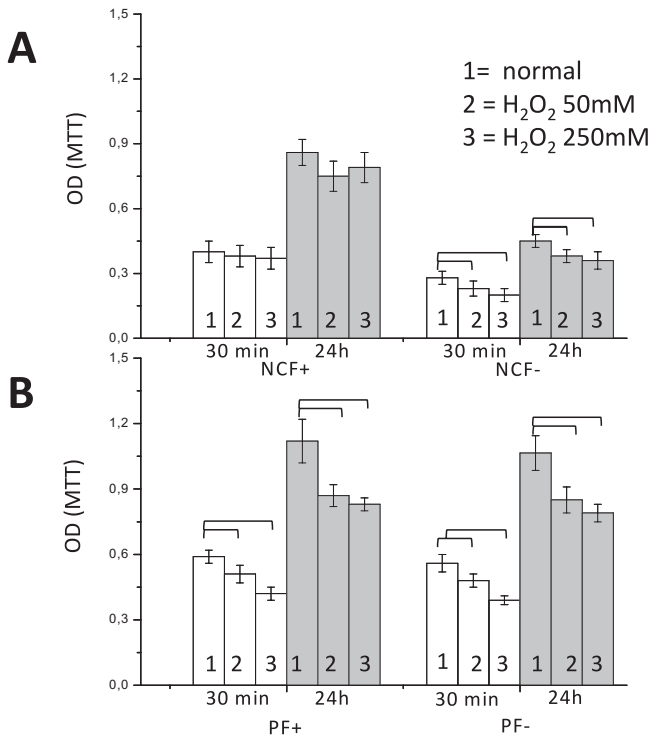 A
OD (MTT)
1,5
1,2
0,9
0,6
0,3
0,0
1= normal
2 = H₂O₂ 50mM
3 = H₂O₂ 250mM
1 2 3 1 2 3 1 2 3 1 2 3
30 min 24h 30 min 24h
NCF+ NCF-
B
OD (MTT)
1,5
1,2
0,9
0,6
0,3
0,0
1 2 3 1 2 3 1 2 3 1 2 3
30 min 24h 30 min 24h
PF+ PF-